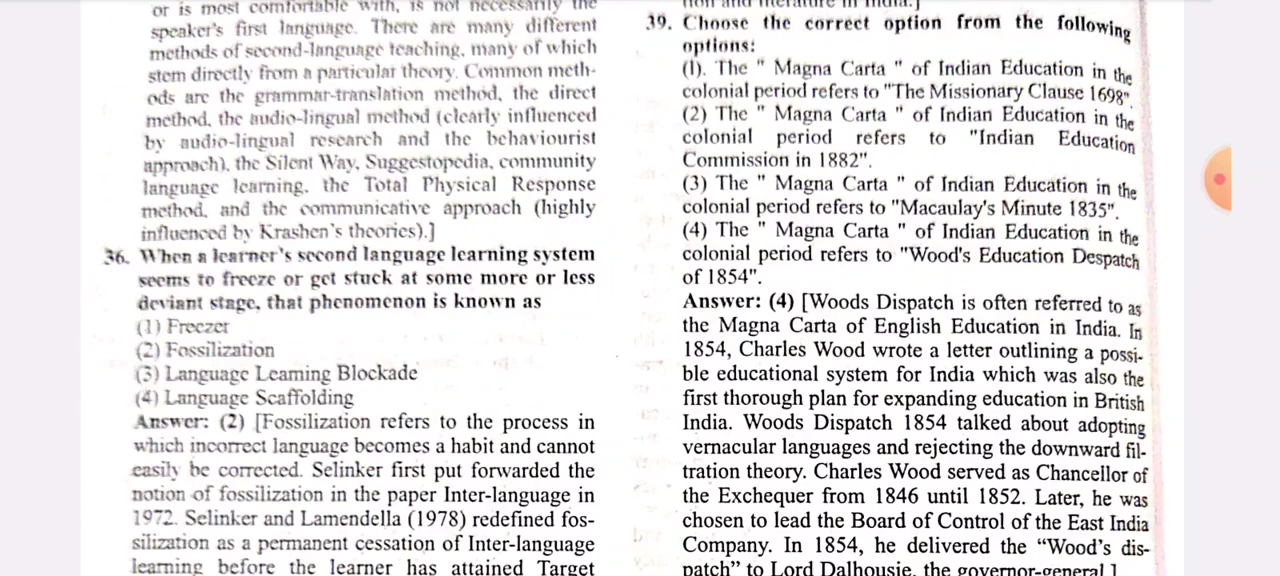 or is most comfortable with, is not necessarily the
speaker's first language. There are many different
methods of second-language teaching, many of which
stem directly from a particular theory. Common meth-
ods are the grammar-translation method, the direct
method, the audio-lingual method (clearly influenced
by audio-lingual research and the behaviourist
approach), the Silent Way, Suggestopedia, community
language learning, the Total Physical Response
method, and the communicative approach (highly
influenced by Krashen's theories).]
36. When a learner's second language learning system
seems to freeze or get stuck at some more or less
deviant stage, that phenomenon is known as
(1) Freezer
(2) Fossilization
(3) Language Leaming Blockade
(4) Language Scaffolding
Answer: (2) [Fossilization refers to the process in
which incorrect language becomes a habit and cannot
easily be corrected. Selinker first put forwarded the
notion of fossilization in the paper Inter-language in
1972. Selinker and Lamendella (1978) redefined fos-
silization as a permanent cessation of Inter-language
learning before the learner has attained Target
tion and literature in India.]
39. Choose the correct option from the following
options:
(1). The " Magna Carta " of Indian Education in the
colonial period refers to "The Missionary Clause 1698".
(2) The " Magna Carta " of Indian Education in the
colonial period refers to "Indian Education
Commission in 1882".
(3) The " Magna Carta " of Indian Education in the
colonial period refers to "Macaulay's Minute 1835".
(4) The " Magna Carta " of Indian Education in the
colonial period refers to "Wood's Education Despatch
of 1854".
Answer: (4) [Woods Dispatch is often referred to as
the Magna Carta of English Education in India. In
1854, Charles Wood wrote a letter outlining a possi-
ble educational system for India which was also the
first thorough plan for expanding education in British
India. Woods Dispatch 1854 talked about adopting
vernacular languages and rejecting the downward fil-
tration theory. Charles Wood served as Chancellor of
the Exchequer from 1846 until 1852. Later, he was
chosen to lead the Board of Control of the East India
Company. In 1854, he delivered the “Wood's dis-
patch” to Lord Dalhousie, the governor-general.]